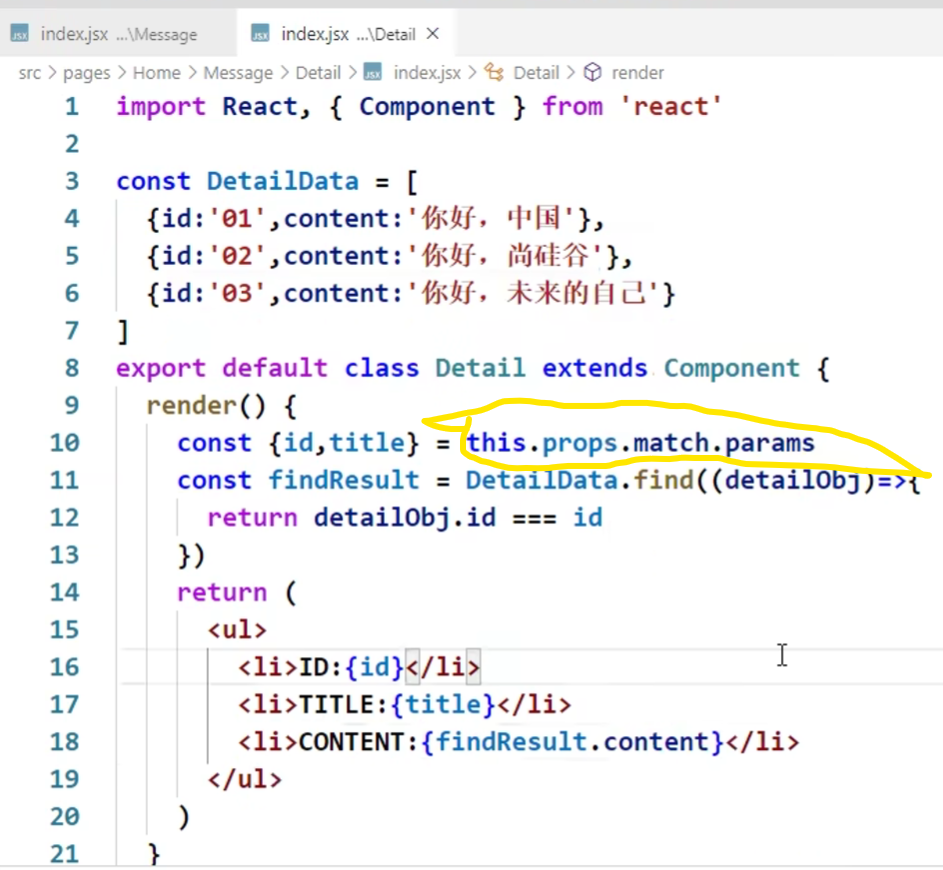 JSX index.jsx ...\Message JSX index.jsx ...\Detail ×
src > pages > Home > Message > Detail > JSX index.jsx > Detail > render
1 import React, { Component } from 'react'
2
3 const DetailData = [
4 {id:'01',content:'你好，中国'},
5 {id:'02',content:'你好，尚硅谷'},
6 {id:'03',content:'你好，未来的自己'}
7 ]
8 export default class Detail extends Component {
9 render() {
10 const {id,title} = this.props.match.params
11 const findResult = DetailData.find((detailObj)=>{
12 return detailObj.id === id
13 })
14 return (
15 <ul>
16 <li>ID:{id}</li>
17 <li>TITLE:{title}</li>
18 <li>CONTENT:{findResult.content}</li>
19 </ul>
20 )
21 }